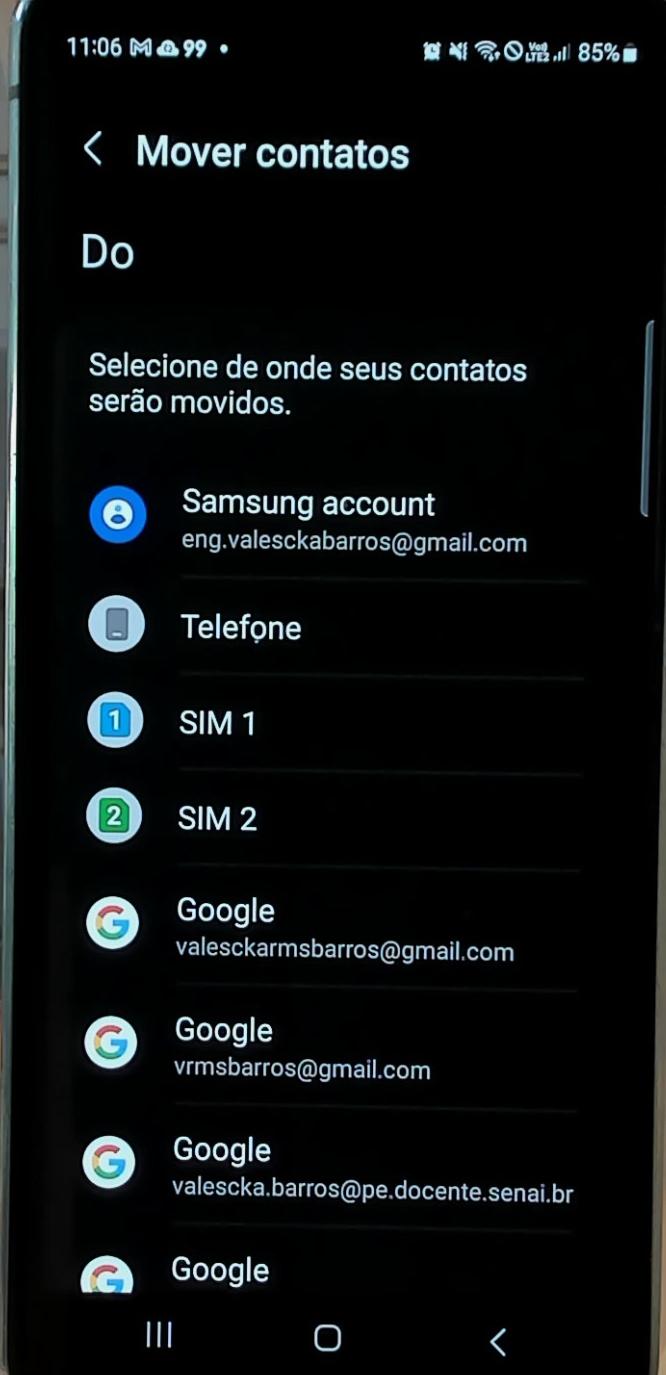 11:06 99
Vo) LTE2 85%
Mover contatos
Do
Selecione de onde seus contatos
serão movidos.
Samsung account
eng.valesckabarros@gmail.com
Telefone
1 SIM 1
2 SIM 2
Google
valesckarmsbarros@gmail.com
Google
vrmsbarros@gmail.com
Google
valescka.barros@pe.docente.senai.br
Google